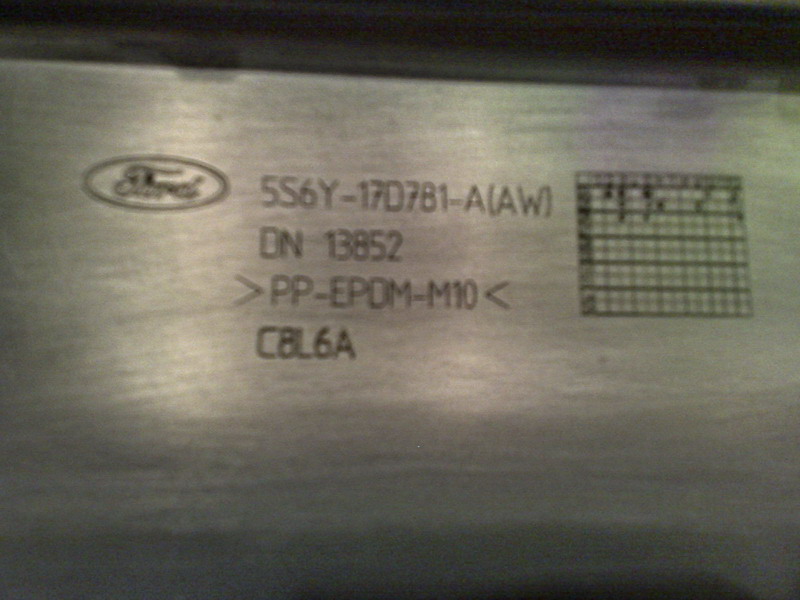 Ford
5S6Y-17D781-A(AW)
DN 13852
>PP-EPDM-M10<
C8L6A